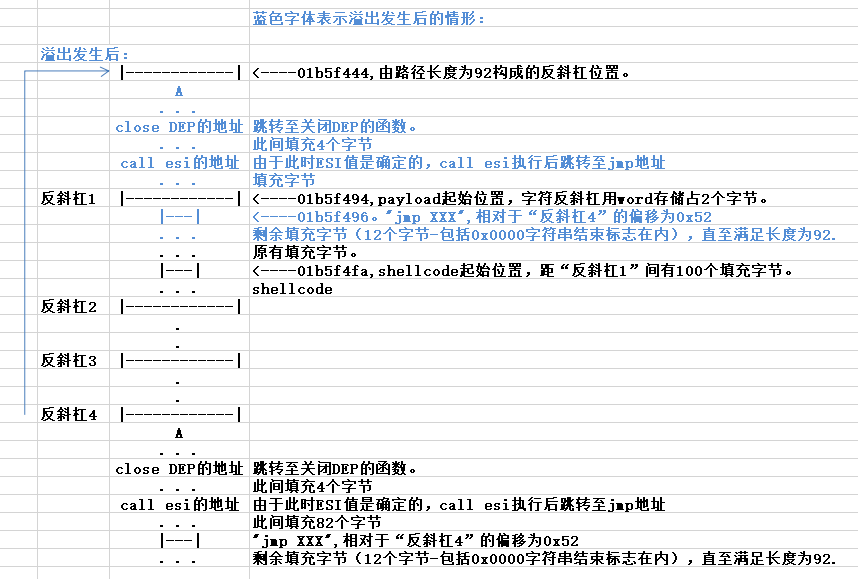 蓝色字体表示溢出发生后的情形：
溢出发生后：
|------------| <----01b5f444,由路径长度为92构成的反斜杠位置。
A
. . .
close DEP的地址 跳转至关闭DEP的函数。
. . . 此间填充4个字节
call esi的地址 由于此时ESI值是确定的,call esi执行后跳转至jmp地址
. . . 填充字节
反斜杠1 |------------| <----01b5f494,payload起始位置，字符反斜杠用word存储占2个字节。
|---| <----01b5f496。"jmp XXX",相对于“反斜杠4”的偏移为0x52
. . . 剩余填充字节（12个字节-包括0x0000字符串结束标志在内），直至满足长度为92.
. . . 原有填充字节。
|---| <----01b5f4fa,shellcode起始位置，距“反斜杠1”间有100个填充字节。
. . . shellcode
反斜杠2 |------------|
.
.
反斜杠3 |------------|
.
.
反斜杠4 |------------|
A
. . .
close DEP的地址 跳转至关闭DEP的函数。
. . . 此间填充4个字节
call esi的地址 由于此时ESI值是确定的,call esi执行后跳转至jmp地址
. . . 此间填充82个字节
|---| "jmp XXX",相对于“反斜杠4”的偏移为0x52
. . . 剩余填充字节（12个字节-包括0x0000字符串结束标志在内），直至满足长度为92.